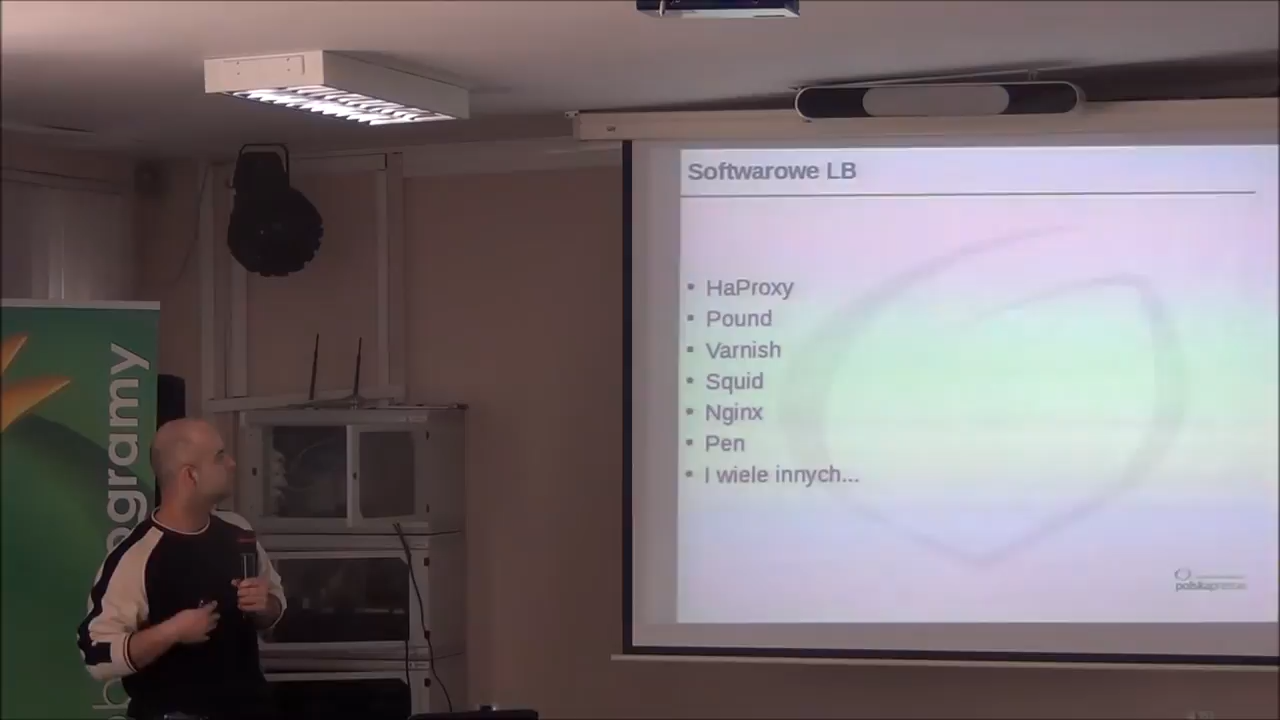 Softwarowe LB
HaProxy
Pound
Varnish
Squid
Nginx
Pen
I wiele innych...